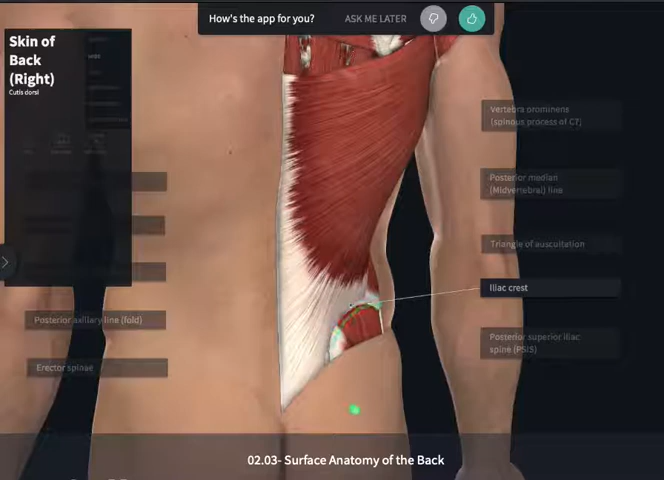 How's the app for you?
ASK ME LATER
Skin of
Back
(Right)
Cutis dorsi
Vertebra prominens
(spinous process of C7)
Posterior median
(Midvertebral) line
Triangle of auscultation
Iliac crest
Posterior axillary line (fold)
Posterior superior iliac
spine (PSIS)
Erector spinae
02.03- Surface Anatomy of the Back